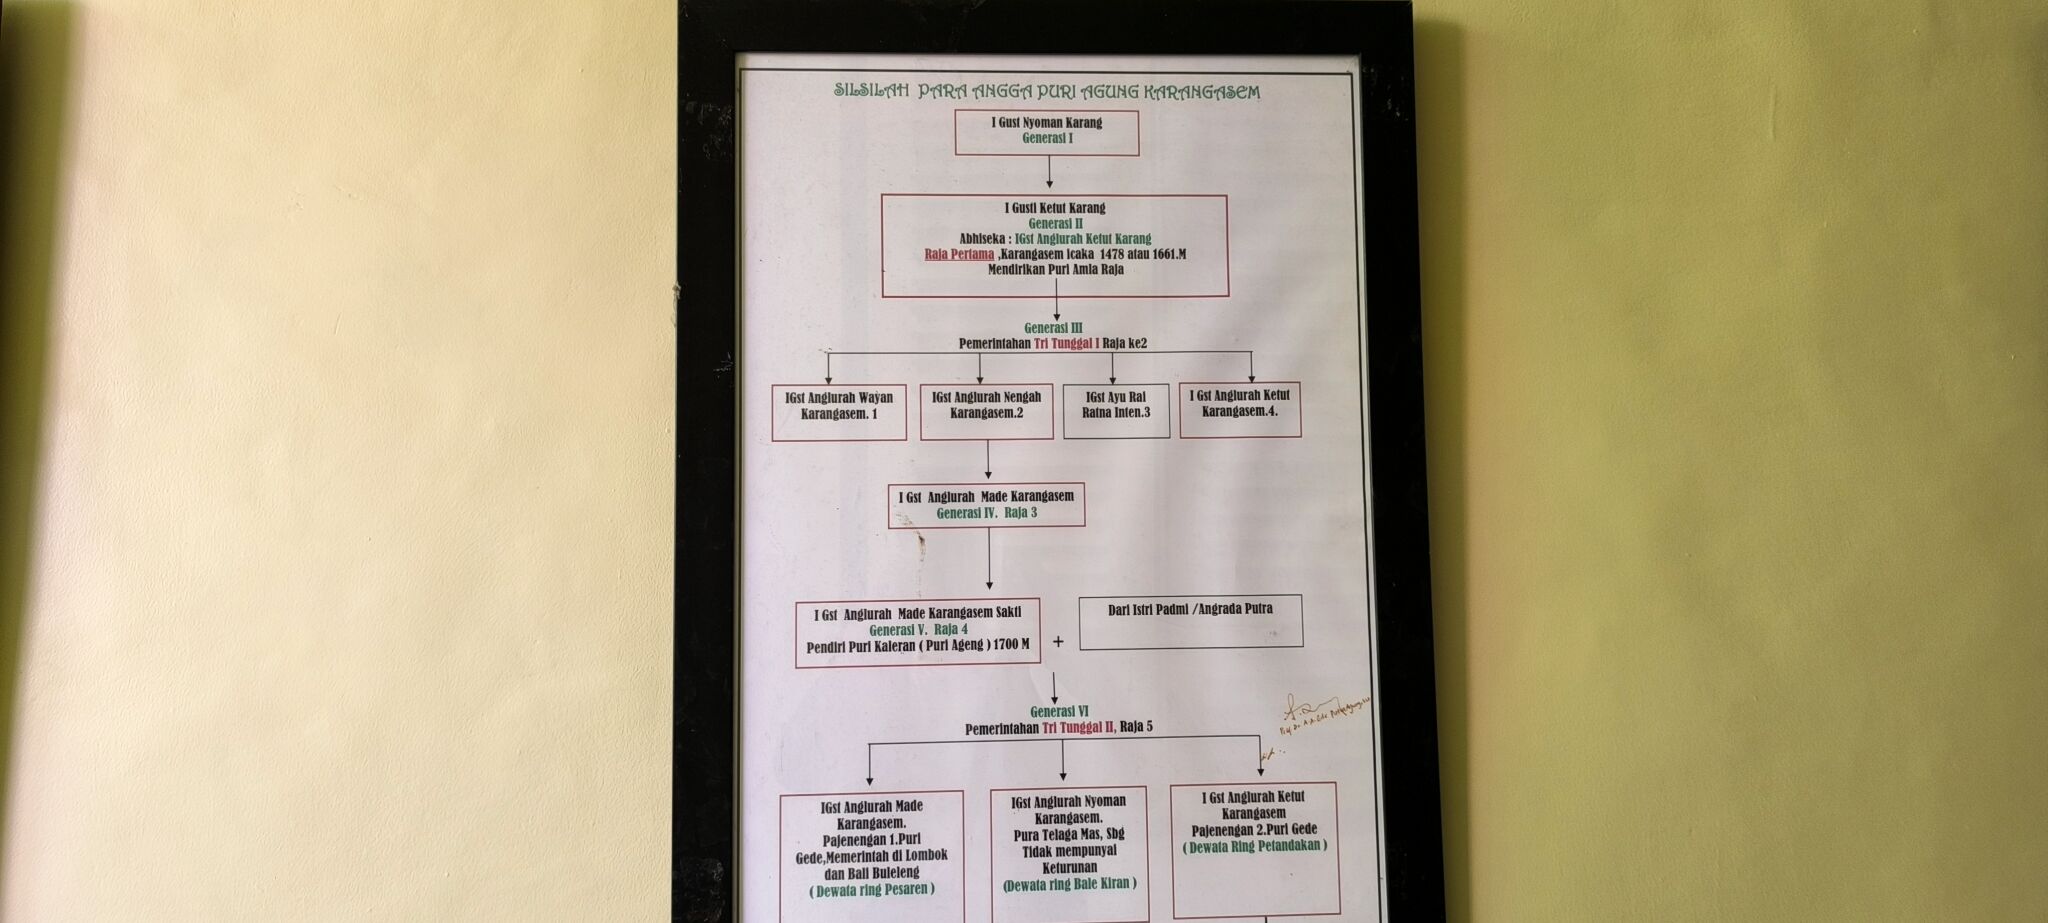 SILSILAH PARA ANGGA PURI AGUNG KARANGASEM
I Gust Nyoman Karang
Generasi I
I Gusti Ketut Karang
Generasi II
Abhiseka : IGst Anglurah Ketut Karang
Raja Pertama ,Karangasem icaka 1478 atau 1661.M
Mendirikan Puri Amla Raja
Generasi III
Pemerintahan Tri Tunggal I Raja ke2
IGst Anglurah Wayan
Karangasem. 1
IGst Anglurah Nengah
Karangasem.2
IGst Ayu Rai
Ratna Inten.3
I Gst Anglurah Ketut
Karangasem.4.
I Gst Anglurah Made Karangasem
Generasi IV. Raja 3
I Gst Anglurah Made Karangasem Sakti
Generasi V. Raja 4
Pendiri Puri Kaleran ( Puri Ageng ) 1700 M
+
Dari Istri Padmi /Angrada Putra
Generasi VI
Pemerintahan Tri Tunggal II, Raja 5
IGst Anglurah Made
Karangasem.
Pajenengan 1.Puri
Gede,Memerintah di Lombok
dan Bali Buleleng
( Dewata ring Pesaren )
IGst Anglurah Nyoman
Karangasem.
Pura Telaga Mas, Sbg
Tidak mempunyai
Keturunan
(Dewata ring Bale Kiran )
I Gst Anglurah Ketut
Karangasem
Pajenengan 2.Puri Gede
( Dewata Ring Petandakan )